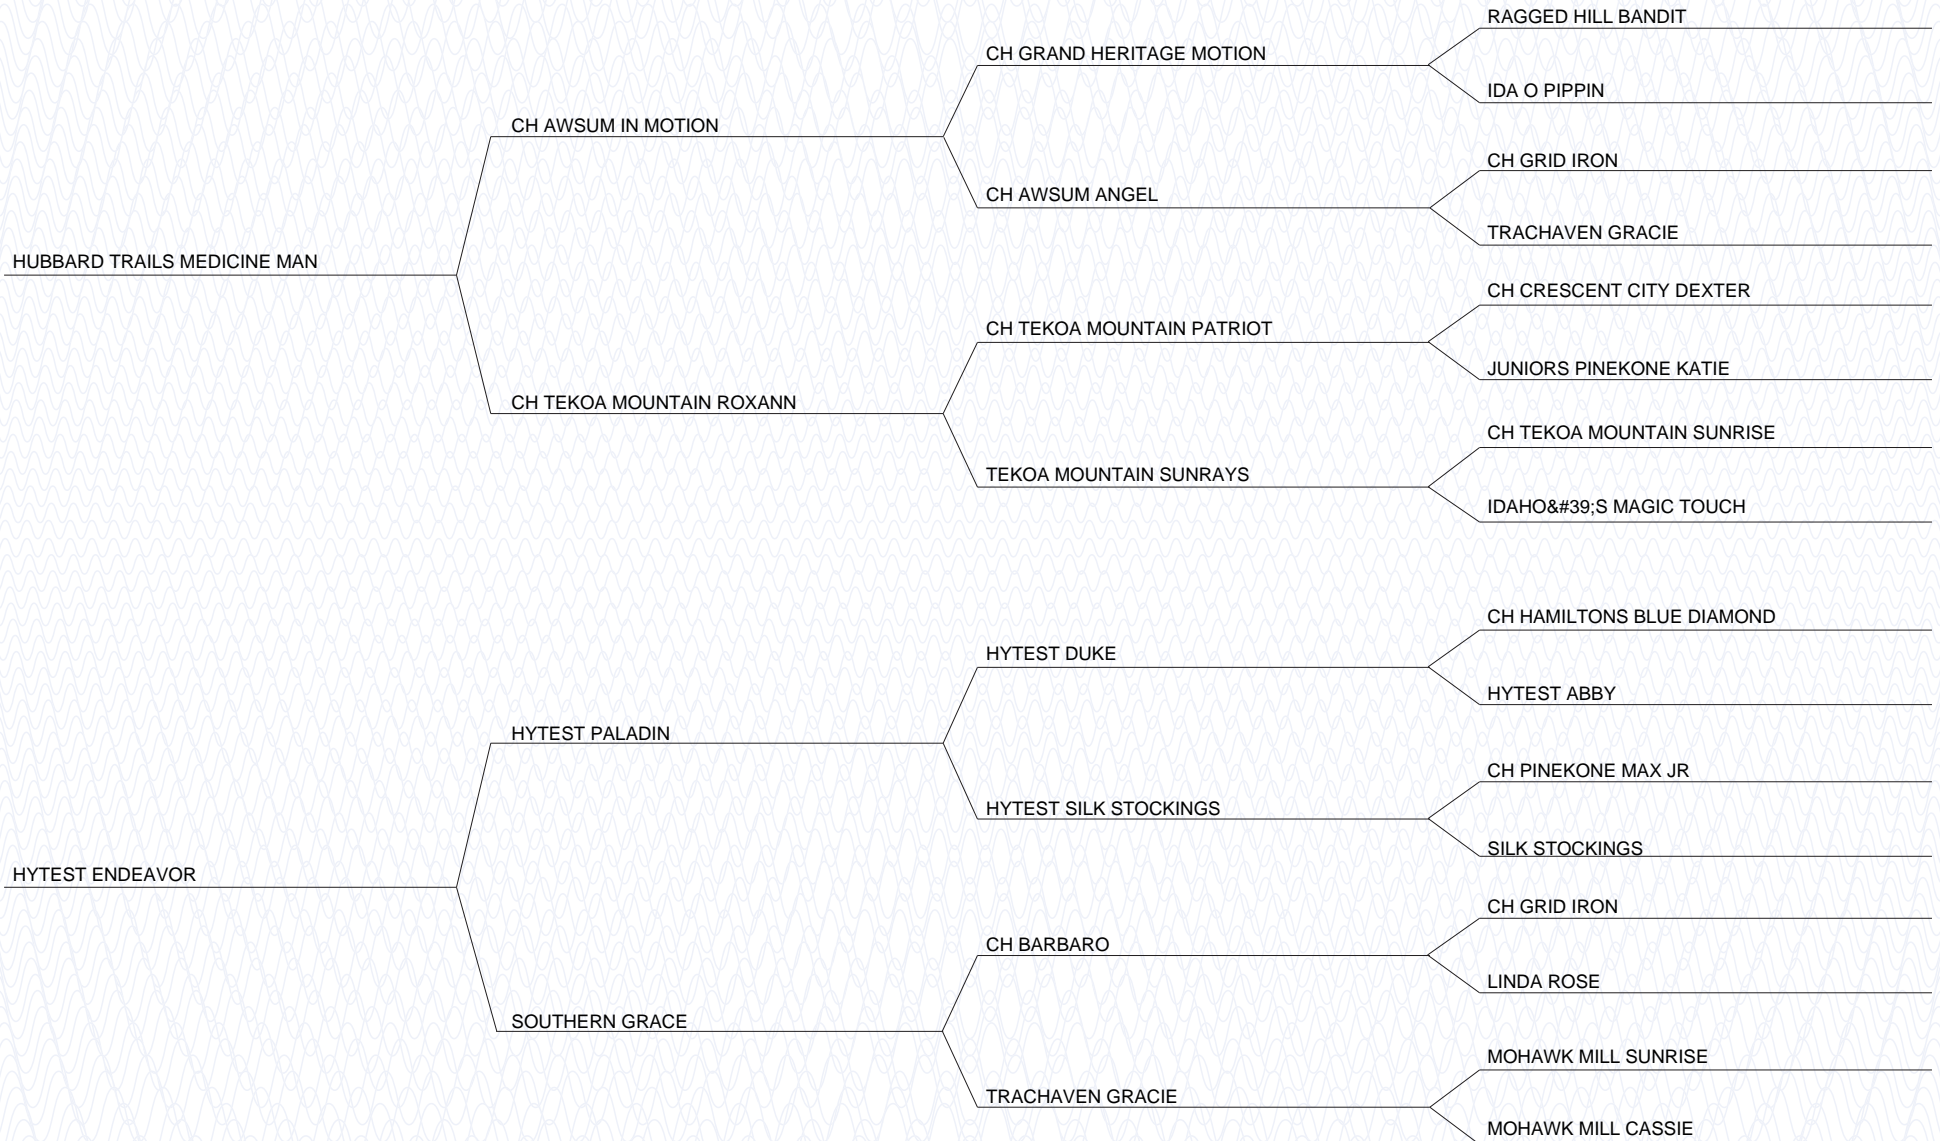 RAGGED HILL BANDIT
CH GRAND HERITAGE MOTION
IDA O PIPPIN
CH AWSUM IN MOTION
CH GRID IRON
CH AWSUM ANGEL
TRACHAVEN GRACIE
HUBBARD TRAILS MEDICINE MAN
CH CRESCENT CITY DEXTER
CH TEKOA MOUNTAIN PATRIOT
JUNIORS PINEKONE KATIE
CH TEKOA MOUNTAIN ROXANN
CH TEKOA MOUNTAIN SUNRISE
TEKOA MOUNTAIN SUNRAYS
IDAHO&#39;S MAGIC TOUCH
CH HAMILTONS BLUE DIAMOND
HYTEST DUKE
HYTEST ABBY
HYTEST PALADIN
CH PINEKONE MAX JR
HYTEST SILK STOCKINGS
SILK STOCKINGS
HYTEST ENDEAVOR
CH GRID IRON
CH BARBARO
LINDA ROSE
SOUTHERN GRACE
MOHAWK MILL SUNRISE
TRACHAVEN GRACIE
MOHAWK MILL CASSIE